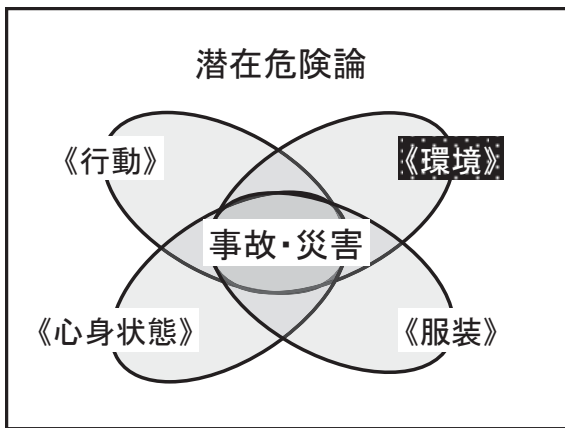 潜在危険論
《行動》
《環境》
事故・災害
《心身状態》
《服装》